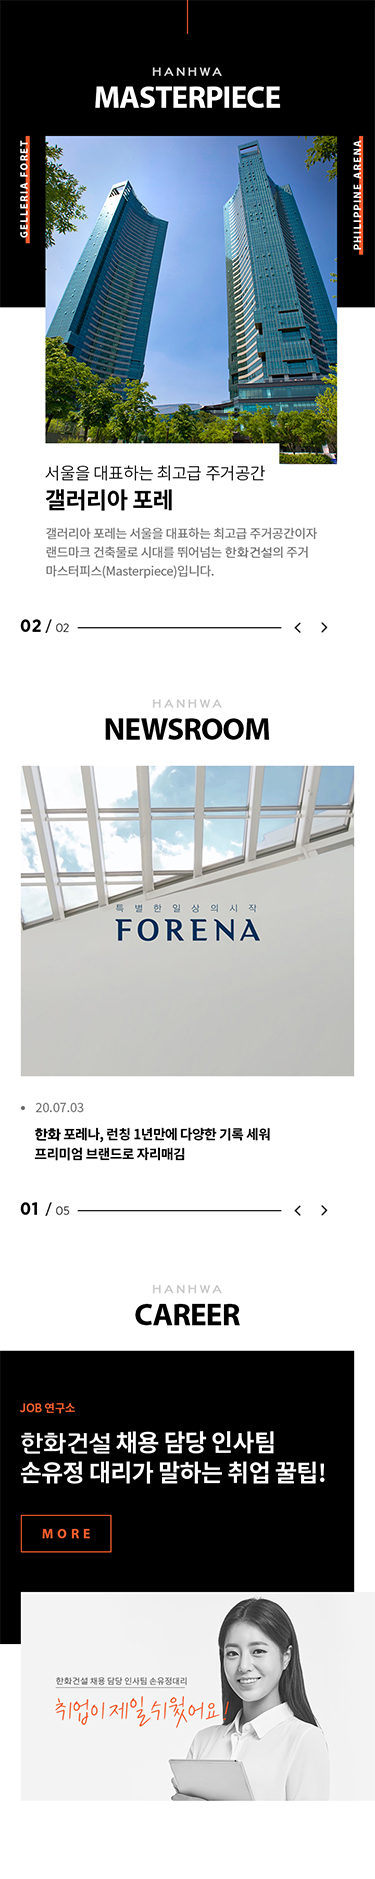 HANHWA
MASTERPIECE
GELLERIA FORET
PHILIPPINE ARENA
서울을 대표하는 최고급 주거공간
갤러리아 포레
갤러리아 포레는 서울을 대표하는 최고급 주거공간이자
랜드마크 건축물로 시대를 뛰어넘는 한화건설의 주거
마스터피스(Masterpiece)입니다.
02 / 02
HANHWA
NEWSROOM
특별한일상의시작
FORENA
20.07.03
한화 포레나, 런칭 1년만에 다양한 기록 세워
프리미엄 브랜드로 자리매김
01 / 05
HANHWA
CAREER
JOB 연구소
한화건설 채용 담당 인사팀
손유정 대리가 말하는 취업 꿀팁!
MORE
한화건설 채용 담당 인사팀 손유정대리
취업이 제일 쉬웠어요!